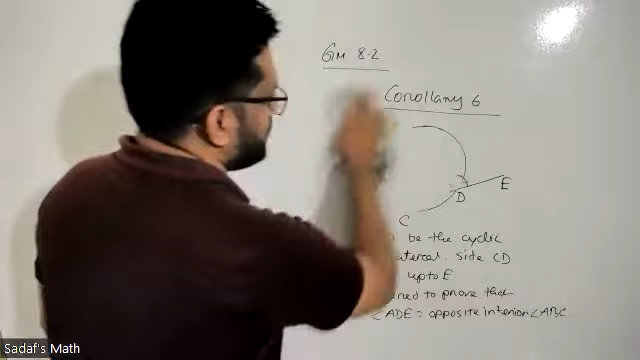 Gm 8.2
Corollary 6
E
D
C
be the cyclic
side CD
upto E
to prove that
∠ADE = opposite interior ∠ABC
Sadaf's Math